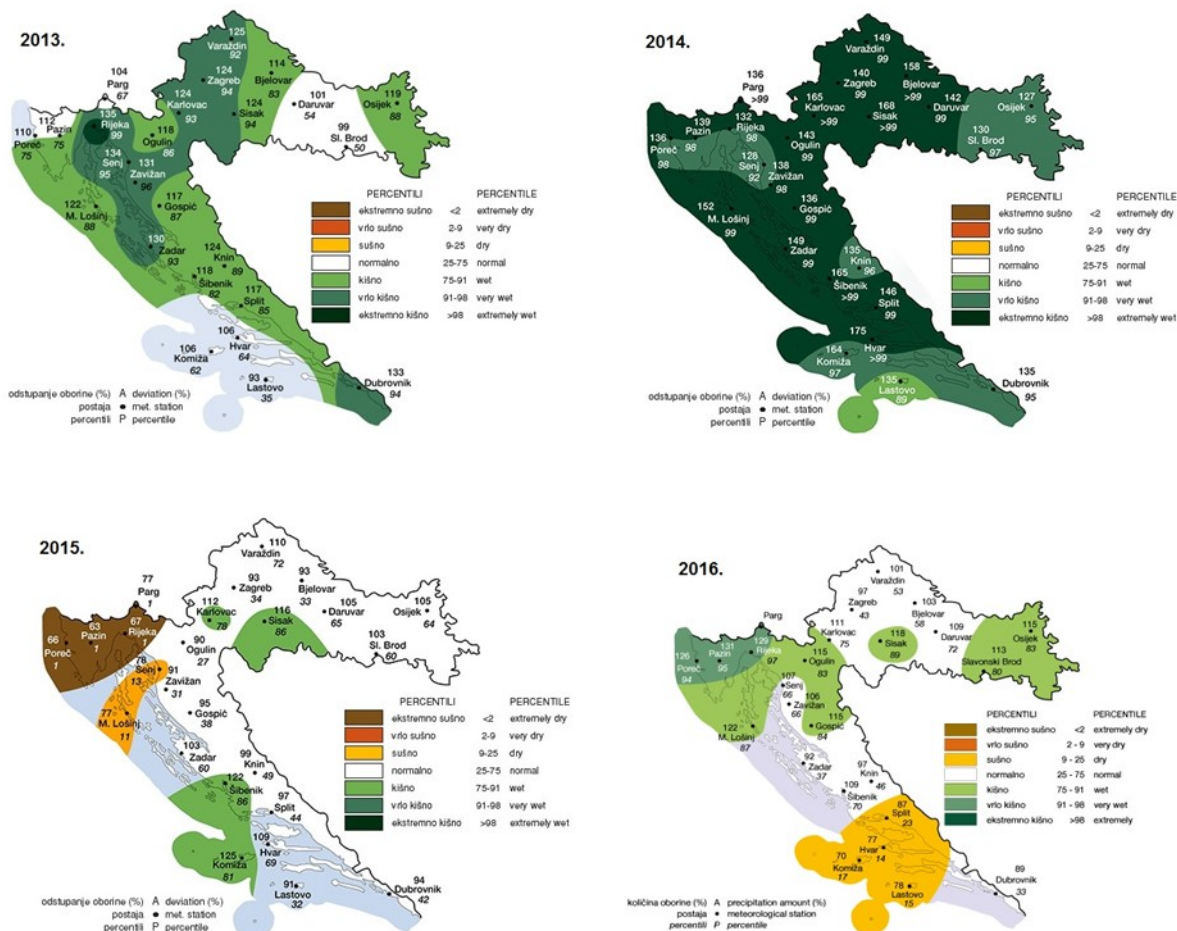 2013.
125
Varaždin
92
104
Parg
67
124
Zagreb
94
114
Bjelovar
83
101
Daruvar
54
119
Osijek
88
124
Karlovac
93
124
Sisak
94
99
Sl. Brod
50
110
Poreč
75
112
Pazin
75
135
Rijeka
99
118
Ogulin
86
134
Senj
95
131
Zavižan
96
122
M. Lošinj
88
117
Gospić
87
130
Zadar
93
124
Knin
89
118
Šibenik
82
117
Split
85
106
Hvar
64
106
Komiža
62
93
Lastovo
35
133
Dubrovnik
94
PERCENTILI PERCENTILE
ekstremno sušno <2 extremely dry
vrlo sušno 2-9 very dry
sušno 9-25 dry
normalno 25-75 normal
kišno 75-91 wet
vrlo kišno 91-98 very wet
ekstremno kišno >98 extremely wet
odstupanje oborine (%) A deviation (%)
postaja met. station
percentili P percentile
2014.
149
Varaždin
99
136
Parg
>99
140
Zagreb
99
158
Bjelovar
>99
142
Daruvar
99
127
Osijek
95
165
Karlovac
>99
168
Sisak
>99
130
Sl. Brod
97
136
Poreč
98
139
Pazin
98
132
Rijeka
98
143
Ogulin
99
128
Senj
92
138
Zavižan
98
152
M. Lošinj
99
136
Gospić
99
149
Zadar
99
135
Knin
96
165
Šibenik
>99
146
Split
99
175
Hvar
>99
164
Komiža
97
135
Lastovo
89
135
Dubrovnik
95
PERCENTILI PERCENTILE
ekstremno sušno <2 extremely dry
vrlo sušno 2-9 very dry
sušno 9-25 dry
normalno 25-75 normal
kišno 75-91 wet
vrlo kišno 91-98 very wet
ekstremno kišno >98 extremely wet
odstupanje oborine (%) A deviation (%)
postaja met. station
percentili P percentile
2015.
110
Varaždin
72
77
Parg
1
93
Zagreb
34
93
Bjelovar
33
105
Daruvar
65
105
Osijek
64
112
Karlovac
78
116
Sisak
86
103
Sl. Brod
60
66
Poreč
1
63
Pazin
1
67
Rijeka
1
90
Ogulin
27
78
Senj
13
91
Zavižan
31
77
M. Lošinj
11
95
Gospić
38
103
Zadar
60
99
Knin
49
122
Šibenik
86
97
Split
44
109
Hvar
69
125
Komiža
81
91
Lastovo
32
94
Dubrovnik
42
PERCENTILI PERCENTILE
ekstremno sušno <2 extremely dry
vrlo sušno 2-9 very dry
sušno 9-25 dry
normalno 25-75 normal
kišno 75-91 wet
vrlo kišno 91-98 very wet
ekstremno kišno >98 extremely wet
odstupanje oborine (%) A deviation (%)
postaja met. station
percentili P percentile
2016.
101
Varaždin
53
Parg
97
Zagreb
43
103
Bjelovar
58
109
Daruvar
72
115
Osijek
83
111
Karlovac
75
118
Sisak
89
113
Slavonski Brod
80
126
Poreč
94
131
Pazin
95
129
Rijeka
97
115
Ogulin
83
107
Senj
66
106
Zavižan
66
122
M. Lošinj
87
115
Gospić
84
92
Zadar
37
97
Knin
46
109
Šibenik
70
87
Split
23
77
Hvar
14
70
Komiža
17
78
Lastovo
15
89
Dubrovnik
33
PERCENTILI PERCENTILE
ekstremno sušno <2 extremely dry
vrlo sušno 2 - 9 very dry
sušno 9 - 25 dry
normalno 25 - 75 normal
kišno 75 - 91 wet
vrlo kišno 91 - 98 very wet
ekstremno kišno >98 extremely
količina oborine (%) A precipitation amount (%)
postaja meteorological station
percentili P percentile